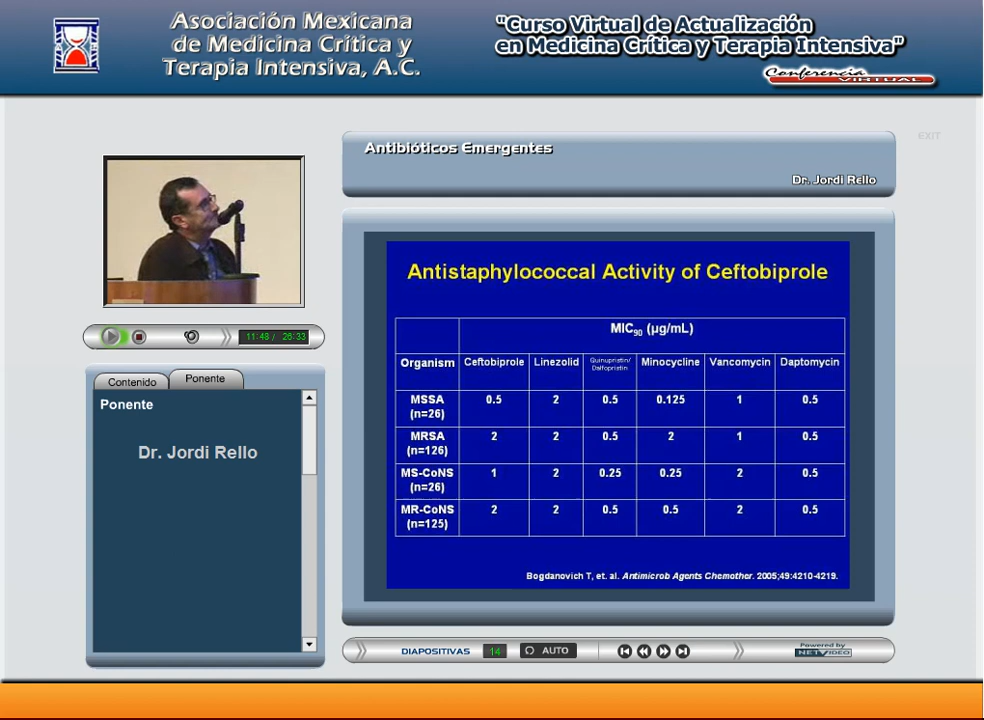 Asociación Mexicana
de Medicina Crítica y
Terapia Intensiva, A.C.
"Curso Virtual de Actualización
en Medicina Crítica y Terapia Intensiva"
Conferencia
VIRTUAL
EXIT
Antibióticos Emergentes
Dr. Jordi Rello
11:48 / 26:33
Contenido
Ponente
Ponente
Dr. Jordi Rello
Antistaphylococcal Activity of Ceftobiprole
MIC90 (µg/mL)
Organism Ceftobiprole Linezolid Quinupristin/ Minocycline Vancomycin Daptomycin
Dalfopristin
MSSA 0.5 2 0.5 0.125 1 0.5
(n=26)
MRSA 2 2 0.5 2 1 0.5
(n=126)
MS-CoNS 1 2 0.25 0.25 2 0.5
(n=26)
MR-CoNS 2 2 0.5 0.5 2 0.5
(n=125)
Bogdanovich T, et. al. Antimicrob Agents Chemother. 2005;49:4210-4219.
DIAPOSITIVAS 14 AUTO
Powered by
NETVIDEO